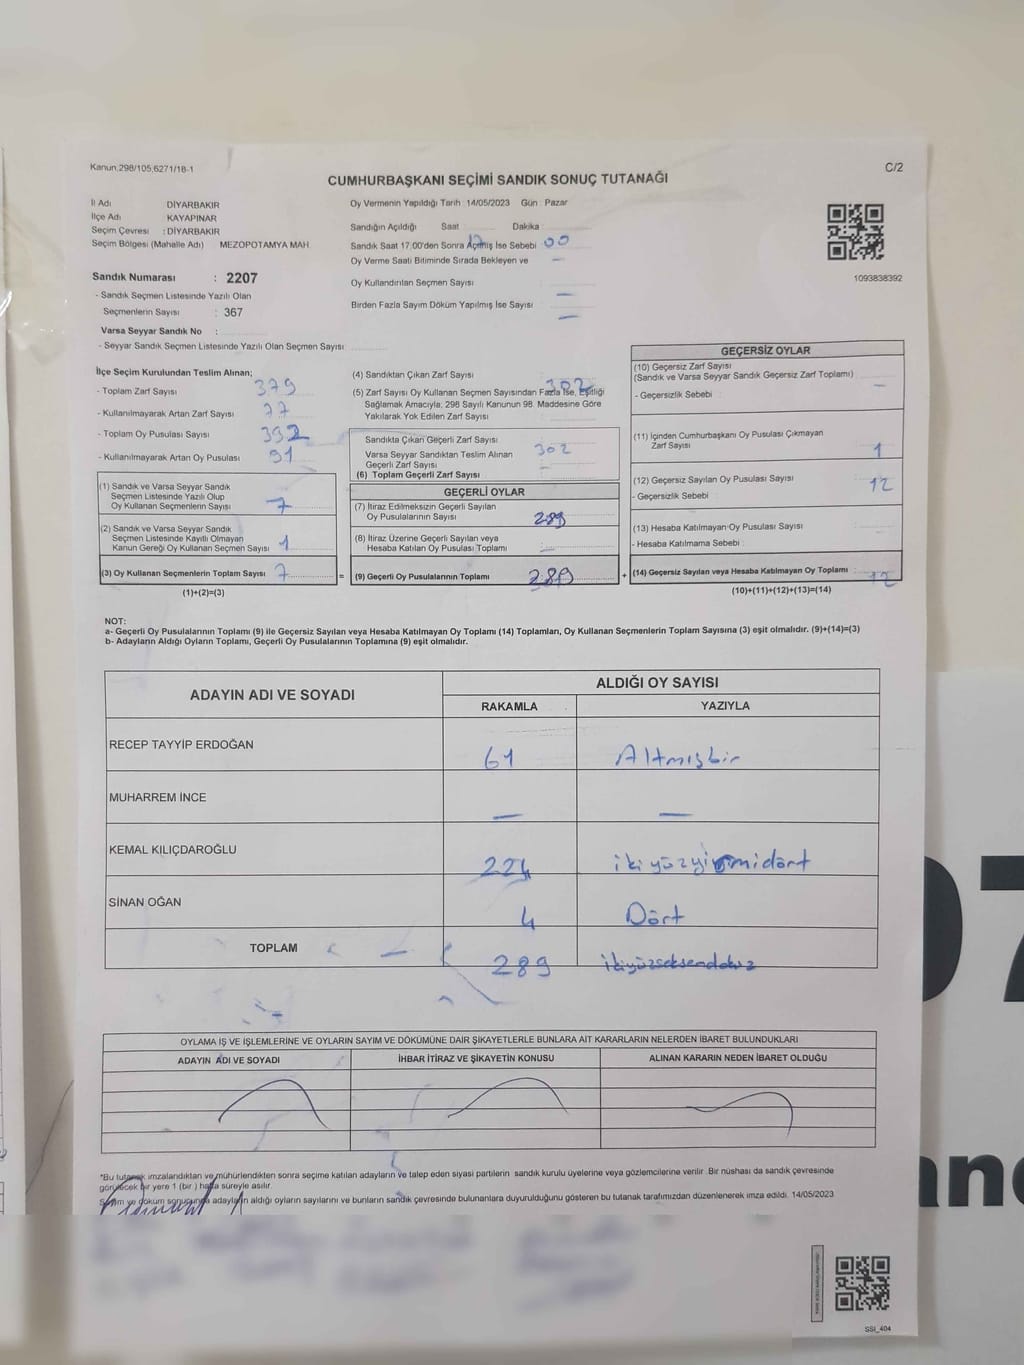 Kanun:298/105,6271/18-1
C/2
CUMHURBAŞKANI SEÇİMİ SANDIK SONUÇ TUTANAĞI
İl Adı DİYARBAKIR
İlçe Adı KAYAPINAR
Seçim Çevresi : DİYARBAKIR
Seçim Bölgesi (Mahalle Adı) MEZOPOTAMYA MAH.
Sandık Numarası : 2207
- Sandık Seçmen Listesinde Yazılı Olan
Seçmenlerin Sayısı : 367
Varsa Seyyar Sandık No :
- Seyyar Sandık Seçmen Listesinde Yazılı Olan Seçmen Sayısı:
Oy Vermenin Yapıldığı Tarih : 14/05/2023 Gün : Pazar
Sandığın Açıldığı Saat 17 Dakika 00
Sandık Saat 17.00'den Sonra Açılmış İse Sebebi —
Oy Verme Saati Bitiminde Sırada Bekleyen ve
Oy Kullandırılan Seçmen Sayısı —
Birden Fazla Sayım Döküm Yapılmış İse Sayısı —
1093838392
İlçe Seçim Kurulundan Teslim Alınan;
- Toplam Zarf Sayısı 379
- Kullanılmayarak Artan Zarf Sayısı 77
- Toplam Oy Pusulası Sayısı 392
- Kullanılmayarak Artan Oy Pusulası 91
(1) Sandık ve Varsa Seyyar Sandık
Seçmen Listesinde Yazılı Olup
Oy Kullanan Seçmenlerin Sayısı 7
(2) Sandık ve Varsa Seyyar Sandık
Seçmen Listesinde Kayıtlı Olmayan
Kanun Gereği Oy Kullanan Seçmen Sayısı 1
(3) Oy Kullanan Seçmenlerin Toplam Sayısı 7
(1)+(2)=(3)
(4) Sandıktan Çıkan Zarf Sayısı 302
(5) Zarf Sayısı Oy Kullanan Seçmen Sayısından Fazla İse, Eşitliği
Sağlamak Amacıyla, 298 Sayılı Kanunun 98. Maddesine Göre
Yakılarak Yok Edilen Zarf Sayısı
Sandıkta Çıkan Geçerli Zarf Sayısı 302
Varsa Seyyar Sandıktan Teslim Alınan
Geçerli Zarf Sayısı —
(6) Toplam Geçerli Zarf Sayısı
GEÇERLİ OYLAR
(7) İtiraz Edilmeksizin Geçerli Sayılan
Oy Pusulalarının Sayısı 289
(8) İtiraz Üzerine Geçerli Sayılan veya
Hesaba Katılan Oy Pusulası Toplamı —
= (9) Geçerli Oy Pusulalarının Toplamı 289 +
GEÇERSİZ OYLAR
(10) Geçersiz Zarf Sayısı
(Sandık ve Varsa Seyyar Sandık Geçersiz Zarf Toplamı) —
- Geçersizlik Sebebi :
(11) İçinden Cumhurbaşkanı Oy Pusulası Çıkmayan
Zarf Sayısı 1
(12) Geçersiz Sayılan Oy Pusulası Sayısı 12
- Geçersizlik Sebebi :
(13) Hesaba Katılmayan Oy Pusulası Sayısı
- Hesaba Katılmama Sebebi :
(14) Geçersiz Sayılan veya Hesaba Katılmayan Oy Toplamı 12
(10)+(11)+(12)+(13)=(14)
NOT:
a- Geçerli Oy Pusulalarının Toplamı (9) ile Geçersiz Sayılan veya Hesaba Katılmayan Oy Toplamı (14) Toplamları, Oy Kullanan Seçmenlerin Toplam Sayısına (3) eşit olmalıdır. (9)+(14)=(3)
b- Adayların Aldığı Oyların Toplamı, Geçerli Oy Pusulalarının Toplamına (9) eşit olmalıdır.
ADAYIN ADI VE SOYADI ALDIĞI OY SAYISI
RAKAMLA YAZIYLA
RECEP TAYYİP ERDOĞAN 61 Altmışbir
MUHARREM İNCE — —
KEMAL KILIÇDAROĞLU 224 ikiyüzyirmidört
SİNAN OĞAN 4 Dört
TOPLAM 289 ikiyüzseksendokuz
OYLAMA İŞ VE İŞLEMLERİNE VE OYLARIN SAYIM VE DÖKÜMÜNE DAİR ŞİKAYETLERLE BUNLARA AİT KARARLARIN NELERDEN İBARET BULUNDUKLARI
ADAYIN ADI VE SOYADI İHBAR İTİRAZ VE ŞİKAYETİN KONUSU ALINAN KARARIN NEDEN İBARET OLDUĞU
*Bu tutanak imzalandıktan ve mühürlendikten sonra seçime katılan adayların ve talep eden siyasi partilerin sandık kurulu üyelerine veya gözlemcilerine verilir. Bir nüshası da sandık çevresinde
görülecek bir yere 1 (bir) hafta süreyle asılır.
Sayım ve döküm sonucunda adayların aldığı oyların sayılarını ve bunların sandık çevresinde bulunanlara duyurulduğunu gösteren bu tutanak tarafımızdan düzenlenerek imza edildi. 14/05/2023
SSİ_404